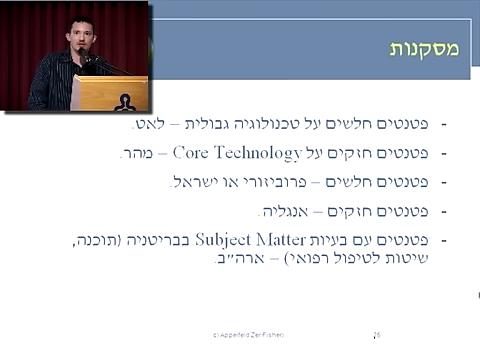 מסקנות
- פטנטים חלשים על טכנולוגיה גבולית – לאט.
- פטנטים חזקים על Core Technology – מהר.
- פטנטים חלשים – פרוביזורי או ישראל.
- פטנטים חזקים – אנגליה.
- פטנטים עם בעיות Subject Matter בבריטניה (תוכנה,
שיטות לטיפול רפואי) – ארה"ב.
c) Appelfeld Zer-Fisher)
26